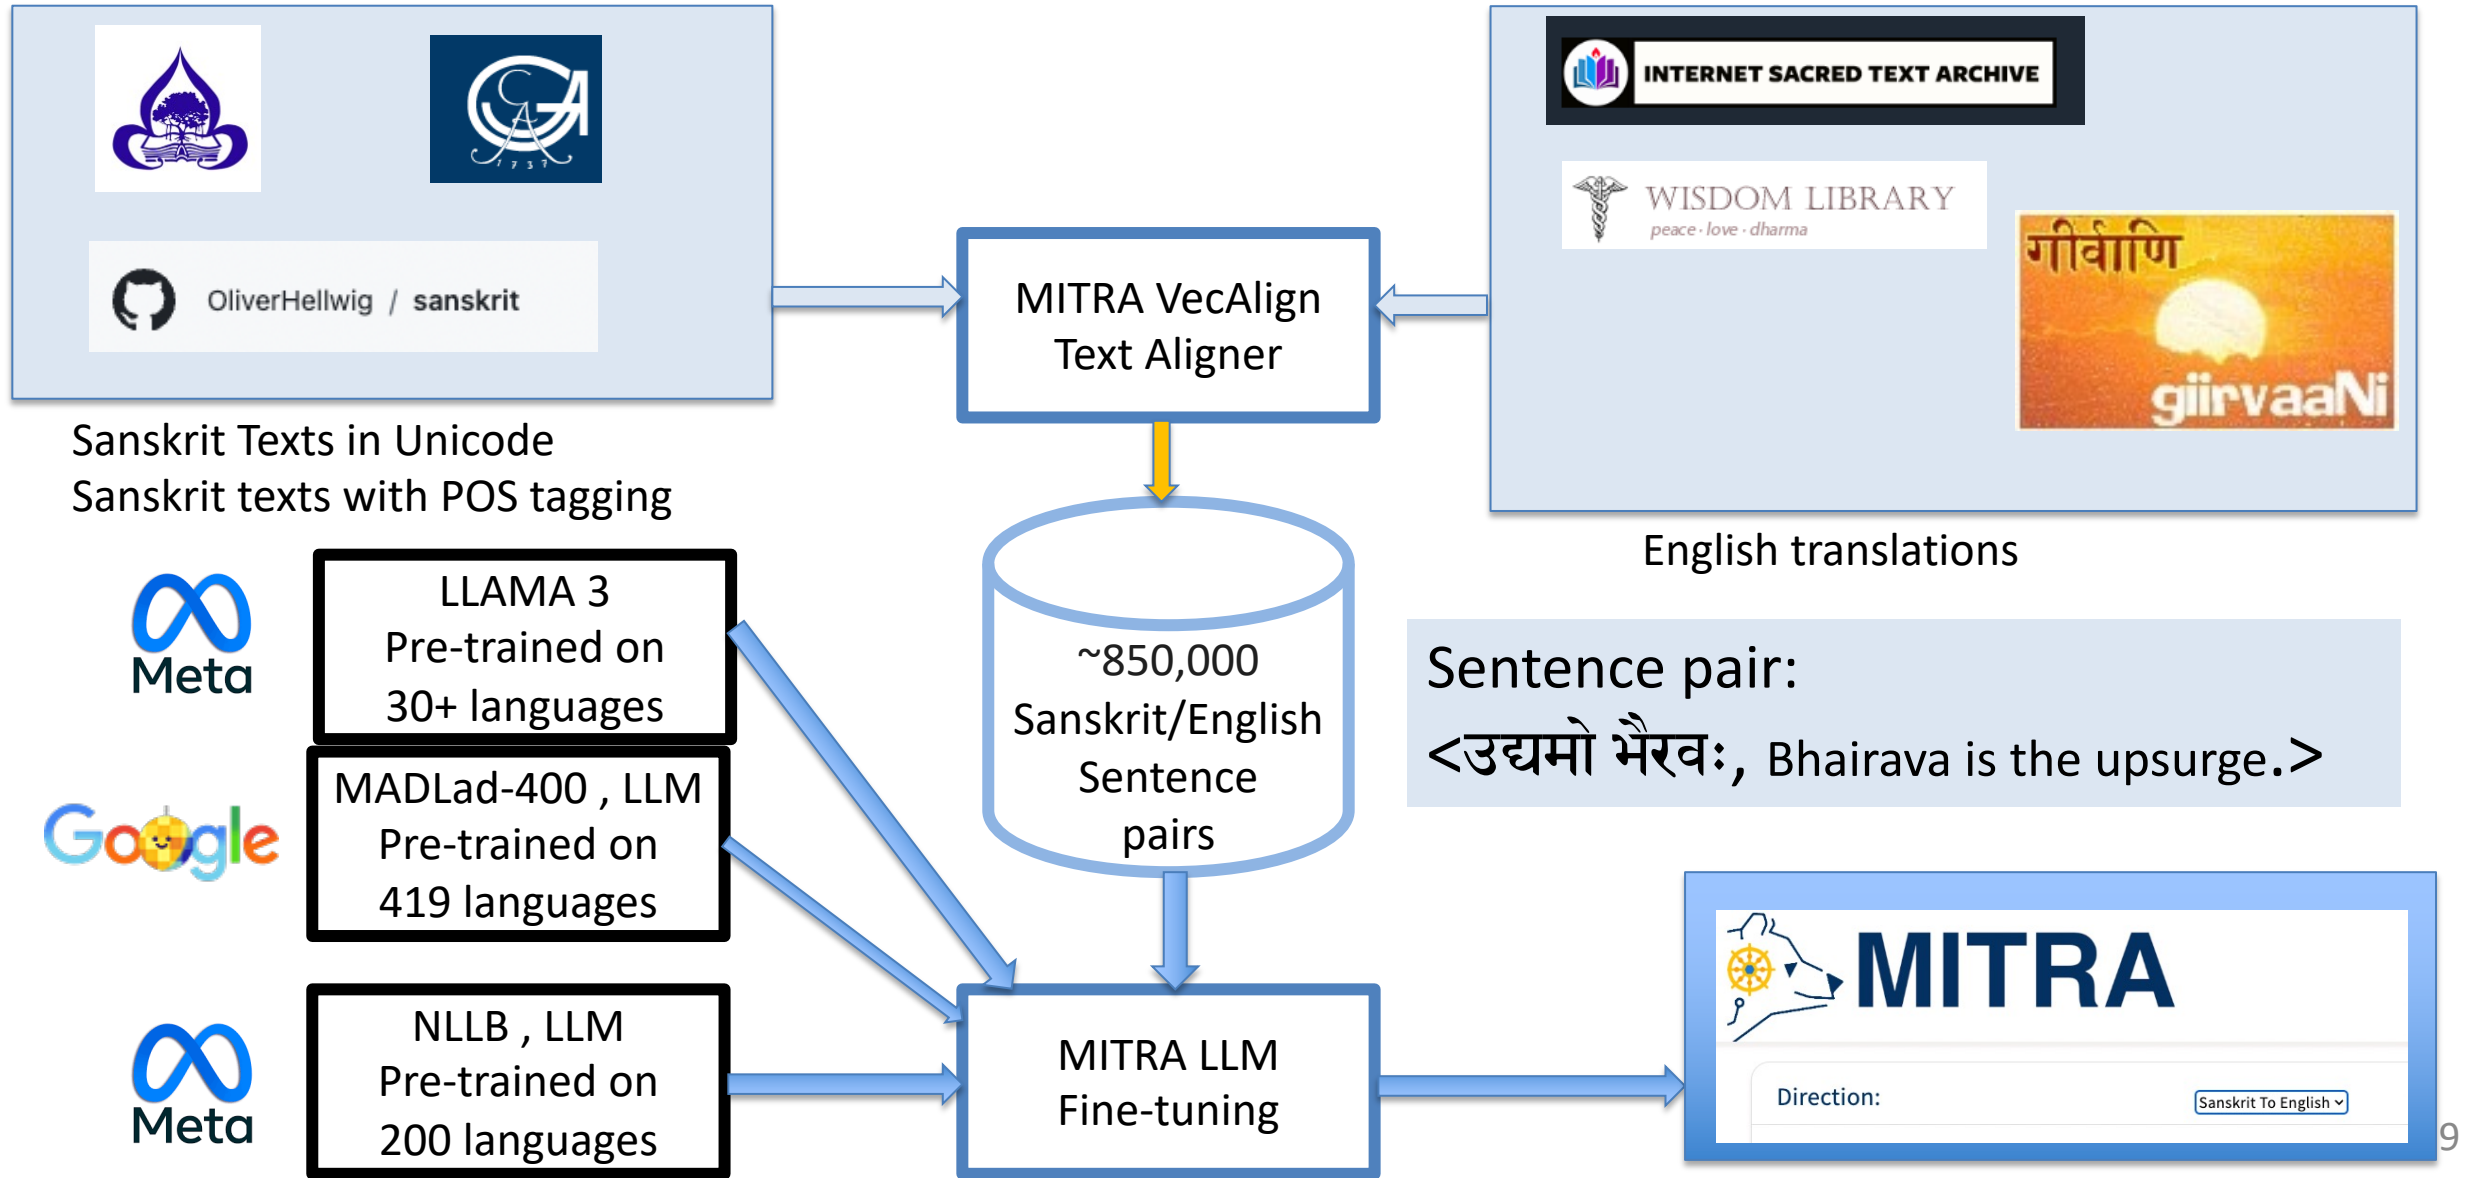 1737
OliverHellwig / sanskrit
Sanskrit Texts in Unicode
Sanskrit texts with POS tagging
MITRA VecAlign
Text Aligner
INTERNET SACRED TEXT ARCHIVE
WISDOM LIBRARY
peace · love · dharma
गीर्वाणि
giirvaaNi
English translations
Meta
LLAMA 3
Pre-trained on
30+ languages
Google
MADLad-400 , LLM
Pre-trained on
419 languages
Meta
NLLB , LLM
Pre-trained on
200 languages
~850,000
Sanskrit/English
Sentence
pairs
Sentence pair:
<उद्यमो भैरवः, Bhairava is the upsurge.>
MITRA LLM
Fine-tuning
MITRA
Direction:
Sanskrit To English
9